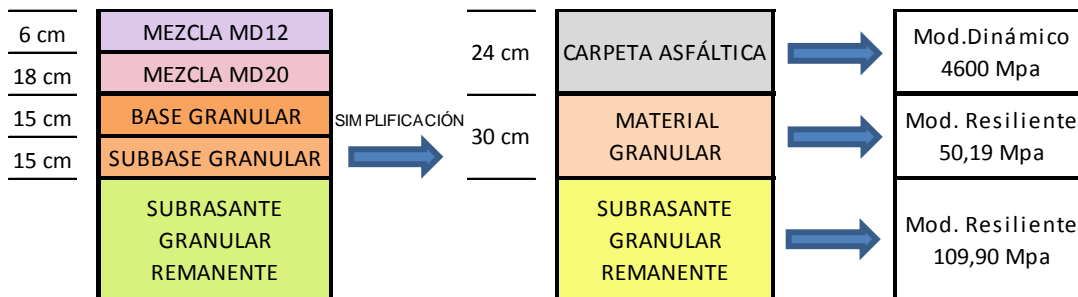 6 cm
MEZCLA MD12
18 cm
MEZCLA MD20
15 cm
BASE GRANULAR
15 cm
SUBBASE GRANULAR
SUBRASANTE
GRANULAR
REMANENTE
SIMPLIFICACIÓN
24 cm
CARPETA ASFÁLTICA
30 cm
MATERIAL
GRANULAR
SUBRASANTE
GRANULAR
REMANENTE
Mod.Dinámico
4600 Mpa
Mod. Resiliente
50,19 Mpa
Mod. Resiliente
109,90 Mpa